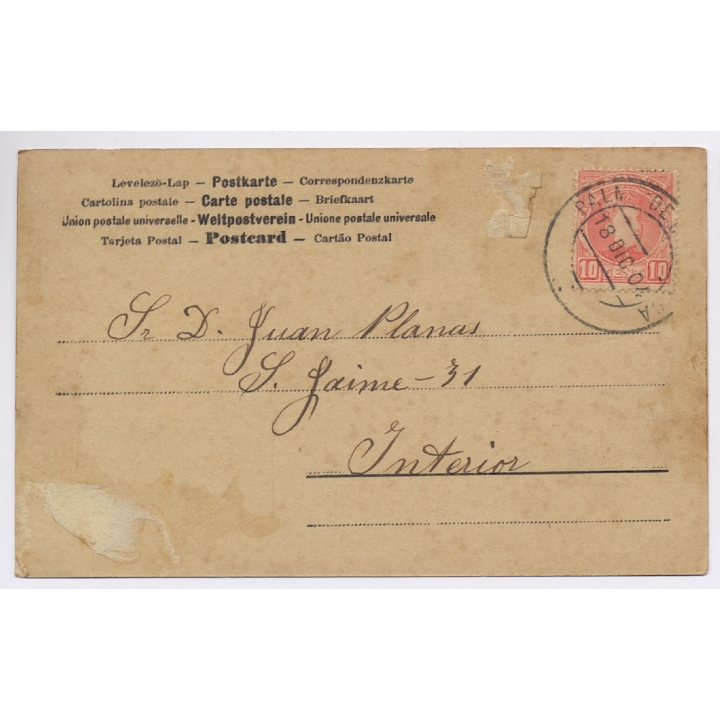 Levelezö-Lap — Postkarte — Correspondenzkarte
Cartolina postale — Carte postale — Briefkaart
Union postale universelle - Weltpostverein - Unione postale universale
Tarjeta Postal — Postcard — Cartão Postal
PALA
18 DIC
10 10
Sr D. Juan Planas
S. Jaime - 31
Interior